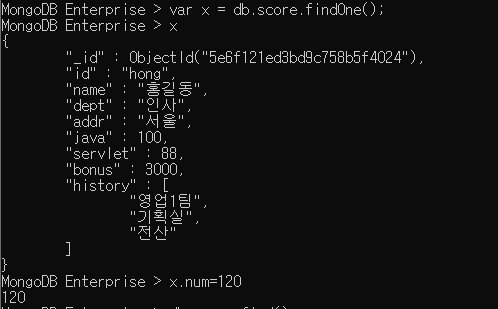 MongoDB Enterprise > var x = db.score.findOne();
MongoDB Enterprise > x
{
        "_id" : ObjectId("5e6f121ed3bd9c758b5f4024"),
        "id" : "hong",
        "name" : "홍길동",
        "dept" : "인사",
        "addr" : "서울",
        "java" : 100,
        "servlet" : 88,
        "bonus" : 3000,
        "history" : [
                "영업1팀",
                "기획실",
                "전산"
        ]
}
MongoDB Enterprise > x.num=120
120